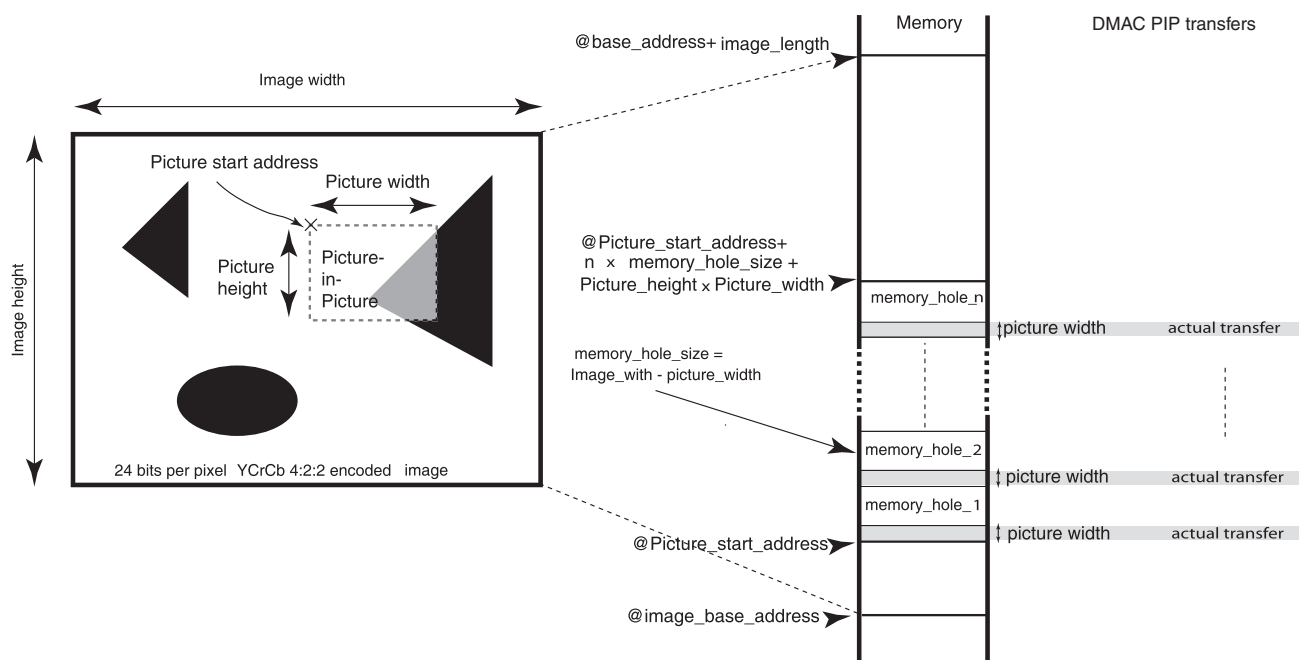 Memory
DMAC PIP transfers
@base_address+ image_length
Image width
Picture start address
Picture width
Picture
height
Picture-
in-
Picture
Image height
24 bits per pixel YCrCb 4:2:2 encoded image
@Picture_start_address+
n x memory_hole_size +
Picture_height x Picture_width
memory_hole_n
picture width
actual transfer
memory_hole_size =
Image_with - picture_width
memory_hole_2
picture width
actual transfer
memory_hole_1
@Picture_start_address
picture width
actual transfer
@image_base_address